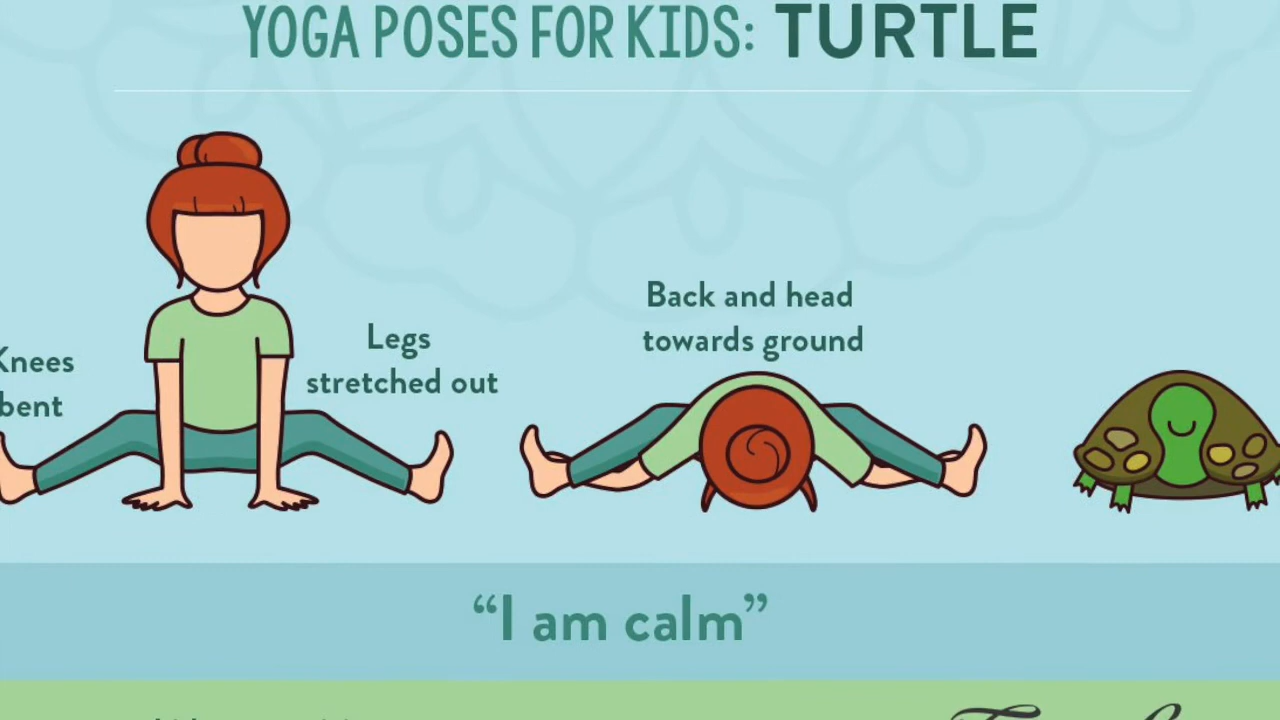 YOGA POSES FOR KIDS: TURTLE
Knees
bent
Legs
stretched out
Back and head
towards ground
“I am calm”